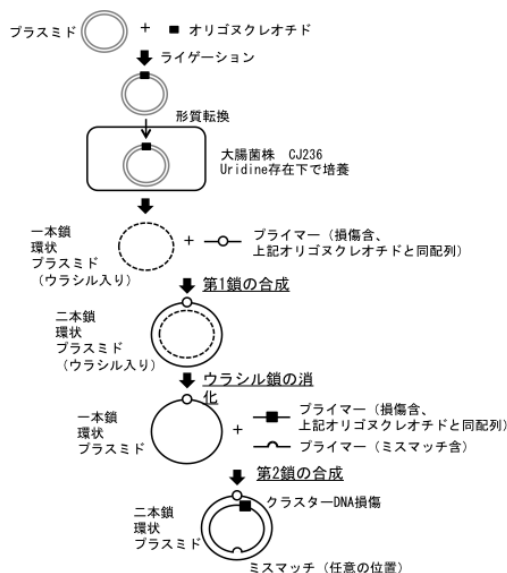 プラスミド
+
オリゴヌクレオチド
ライゲーション
形質転換
大腸菌株 CJ236
Uridine存在下で培養
一本鎖
環状
プラスミド
(ウラシル入り)
+
プライマー(損傷含、
上記オリゴヌクレオチドと同配列)
第1鎖の合成
二本鎖
環状
プラスミド
(ウラシル入り)
ウラシル鎖の消
化
一本鎖
環状
プラスミド
+
プライマー(損傷含、
上記オリゴヌクレオチドと同配列)
プライマー(ミスマッチ含)
第2鎖の合成
クラスターDNA損傷
二本鎖
環状
プラスミド
ミスマッチ(任意の位置)